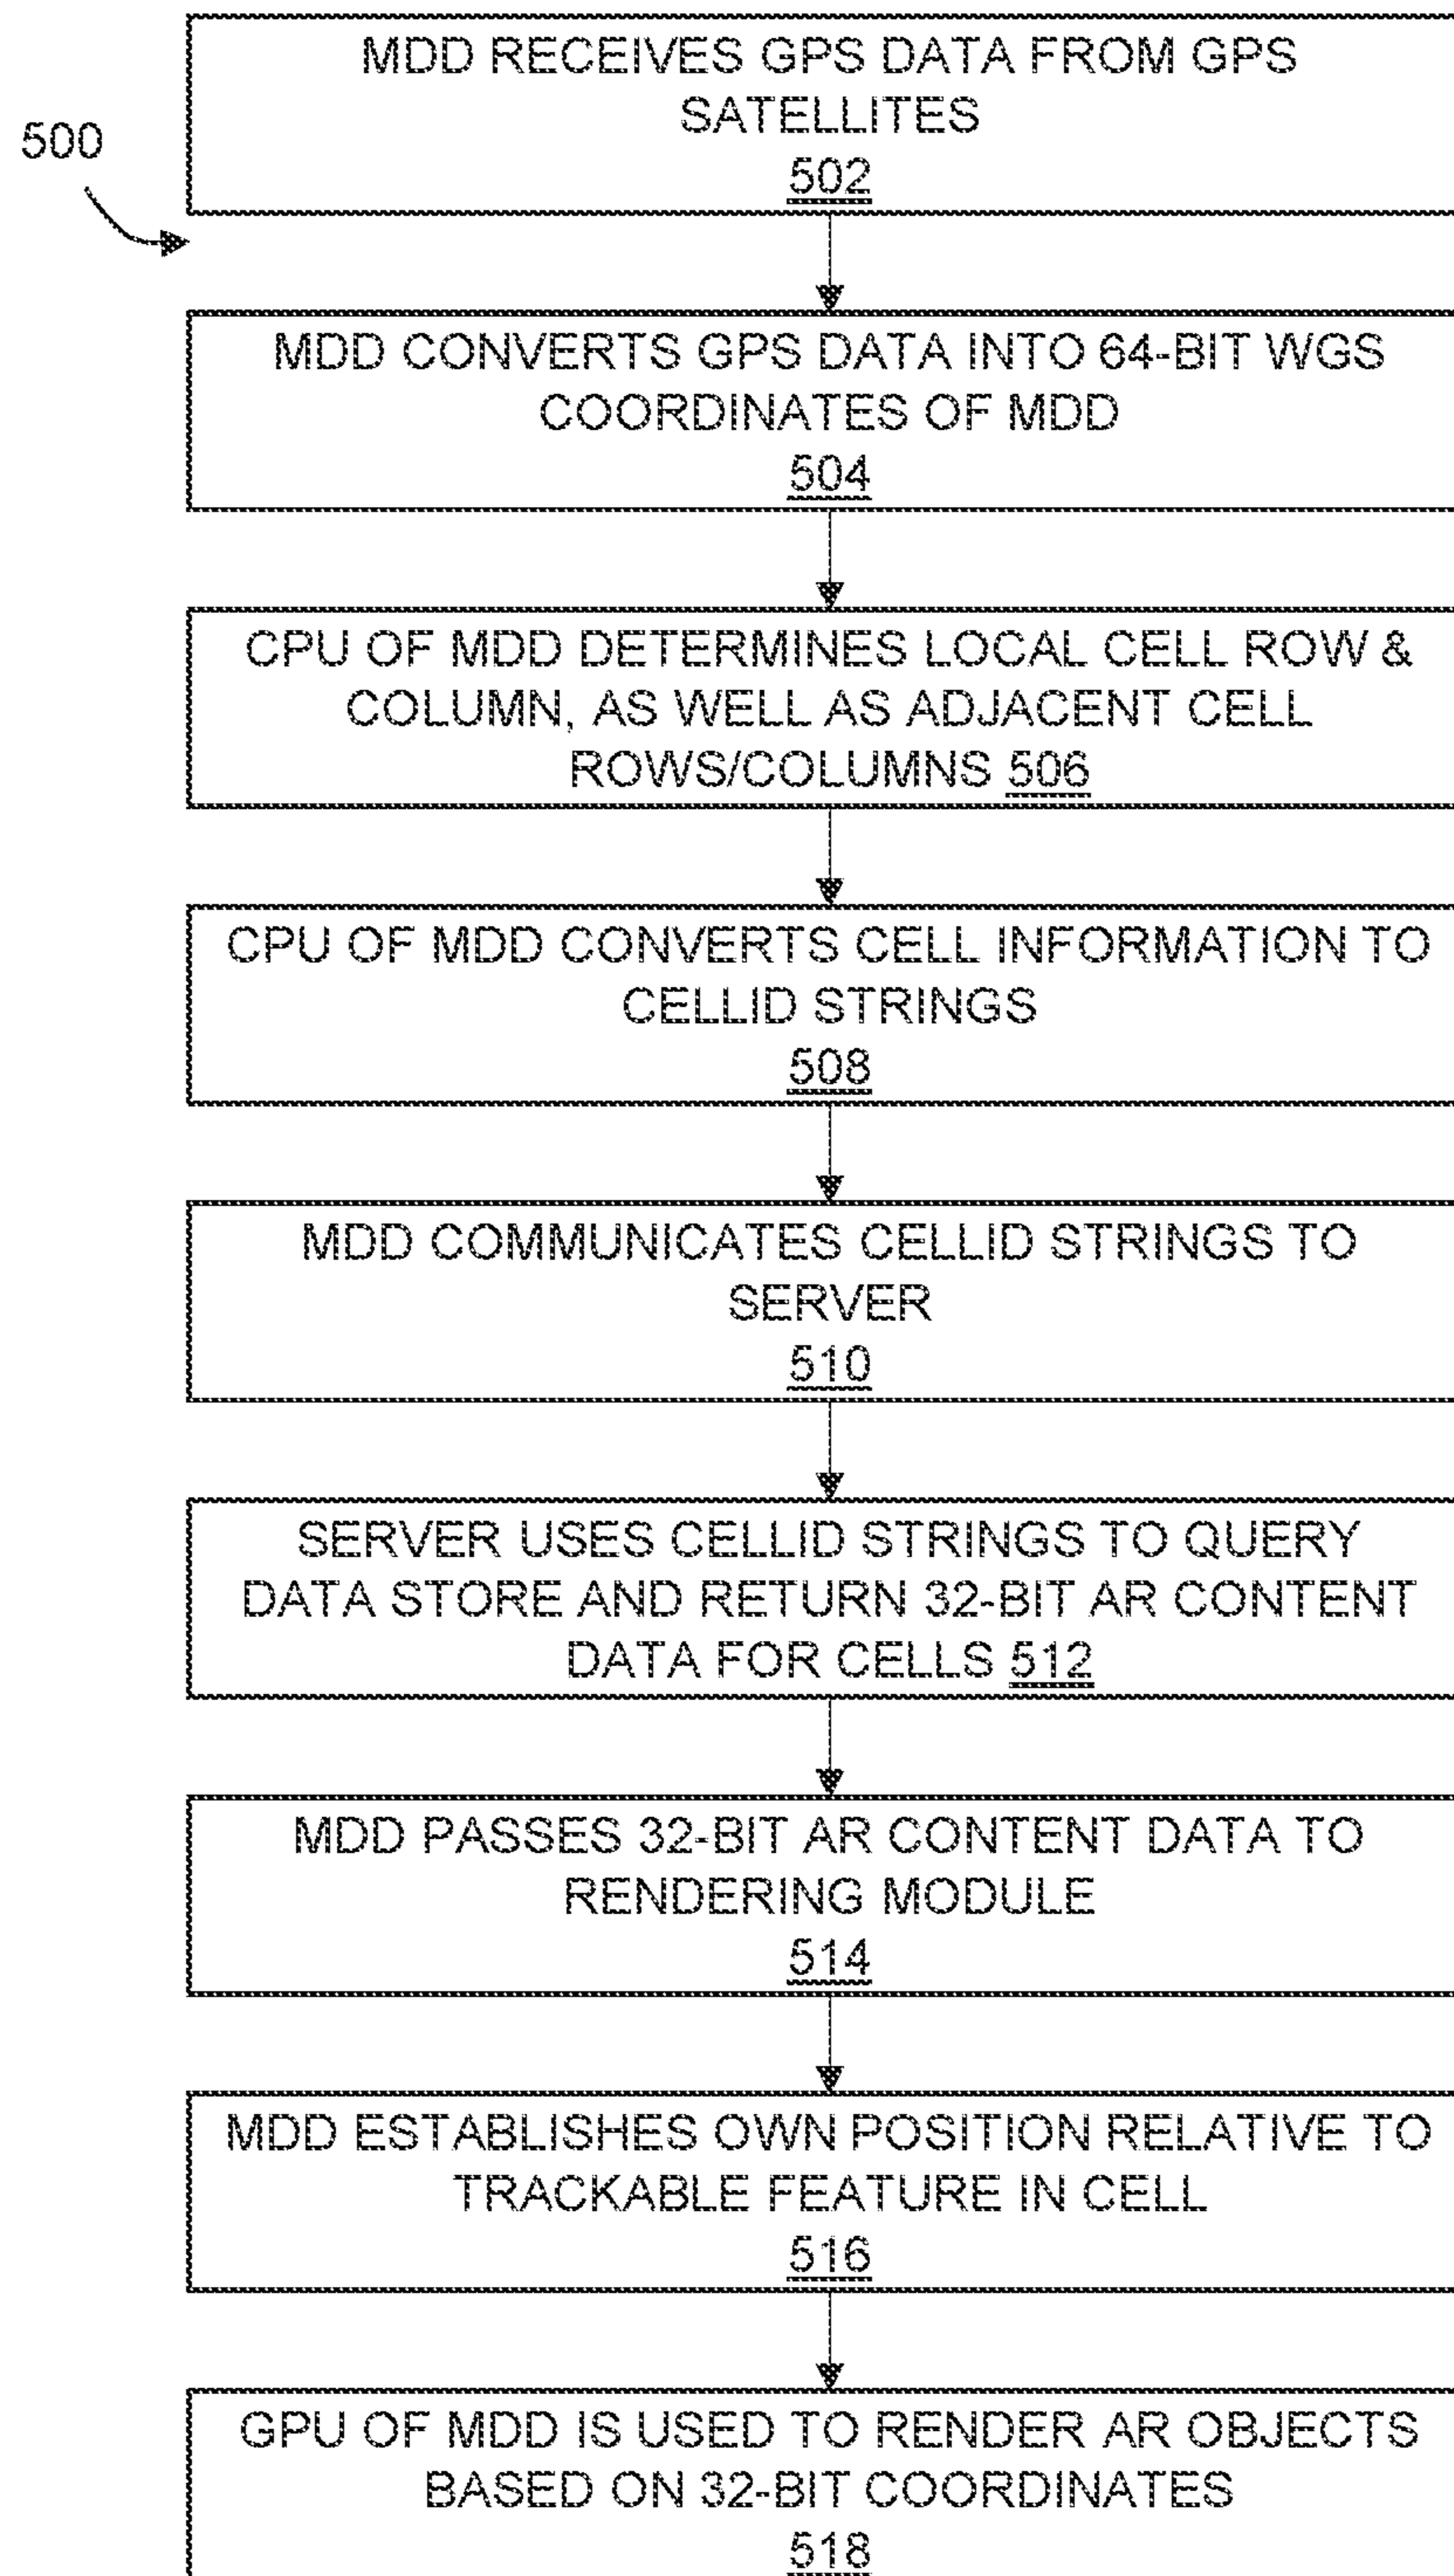 500
MDD RECEIVES GPS DATA FROM GPS
SATELLITES
502
MDD CONVERTS GPS DATA INTO 64-BIT WGS
COORDINATES OF MDD
504
CPU OF MDD DETERMINES LOCAL CELL ROW &
COLUMN, AS WELL AS ADJACENT CELL
ROWS/COLUMNS 506
CPU OF MDD CONVERTS CELL INFORMATION TO
CELLID STRINGS
508
MDD COMMUNICATES CELLID STRINGS TO
SERVER
510
SERVER USES CELLID STRINGS TO QUERY
DATA STORE AND RETURN 32-BIT AR CONTENT
DATA FOR CELLS 512
MDD PASSES 32-BIT AR CONTENT DATA TO
RENDERING MODULE
514
MDD ESTABLISHES OWN POSITION RELATIVE TO
TRACKABLE FEATURE IN CELL
516
GPU OF MDD IS USED TO RENDER AR OBJECTS
BASED ON 32-BIT COORDINATES
518